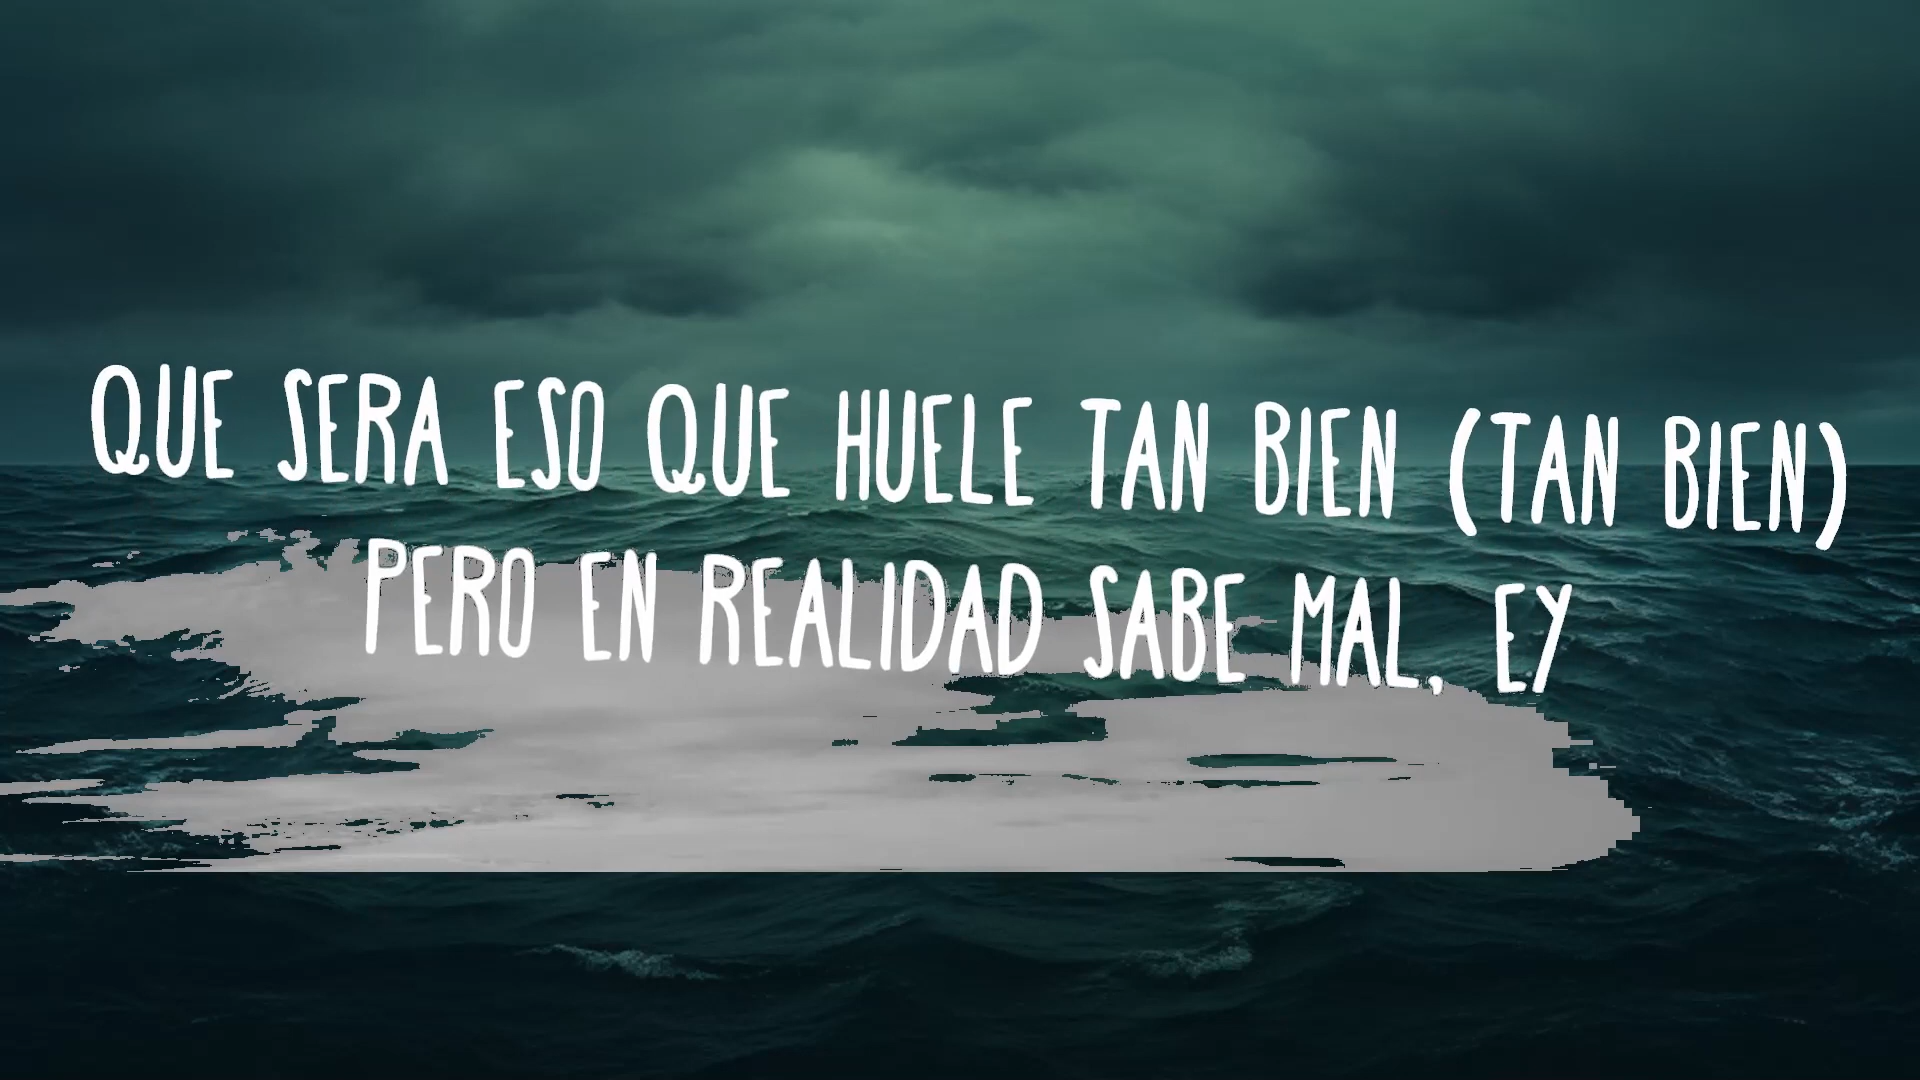 QUE SERA ESO QUE HUELE TAN BIEN (TAN BIEN)
PERO EN REALIDAD SABE MAL, EY